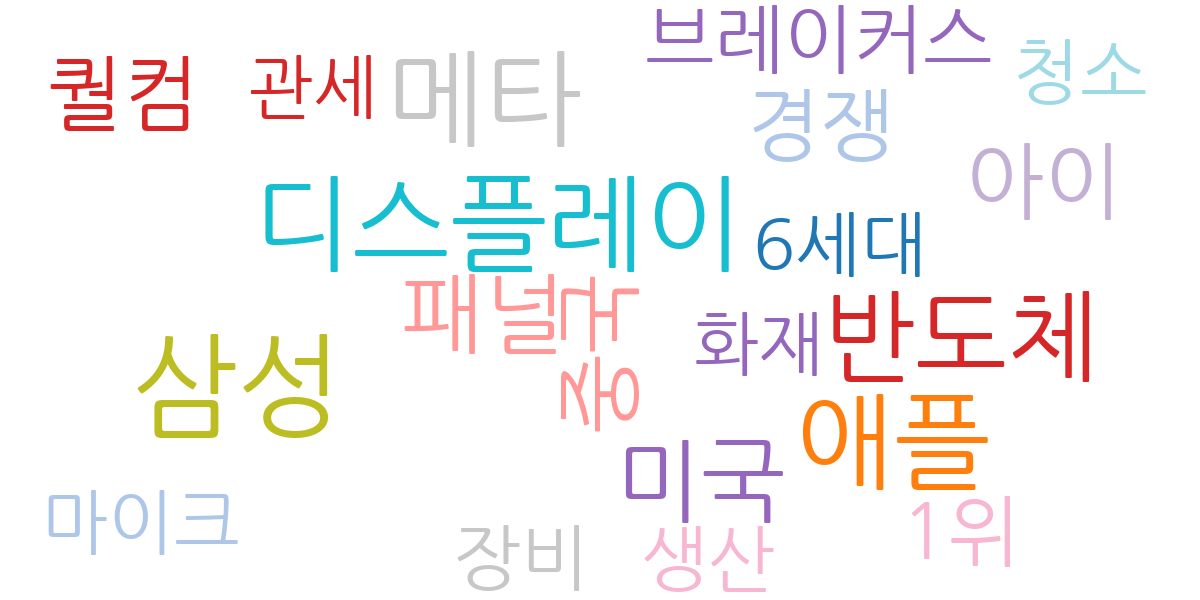 브레이커스
퀄컴
관세
메타
청소
경쟁
아이
디스플레이
6세대
패널
중국
화재
반도체
삼성
애플
미국
마이크
장비
생산
1위